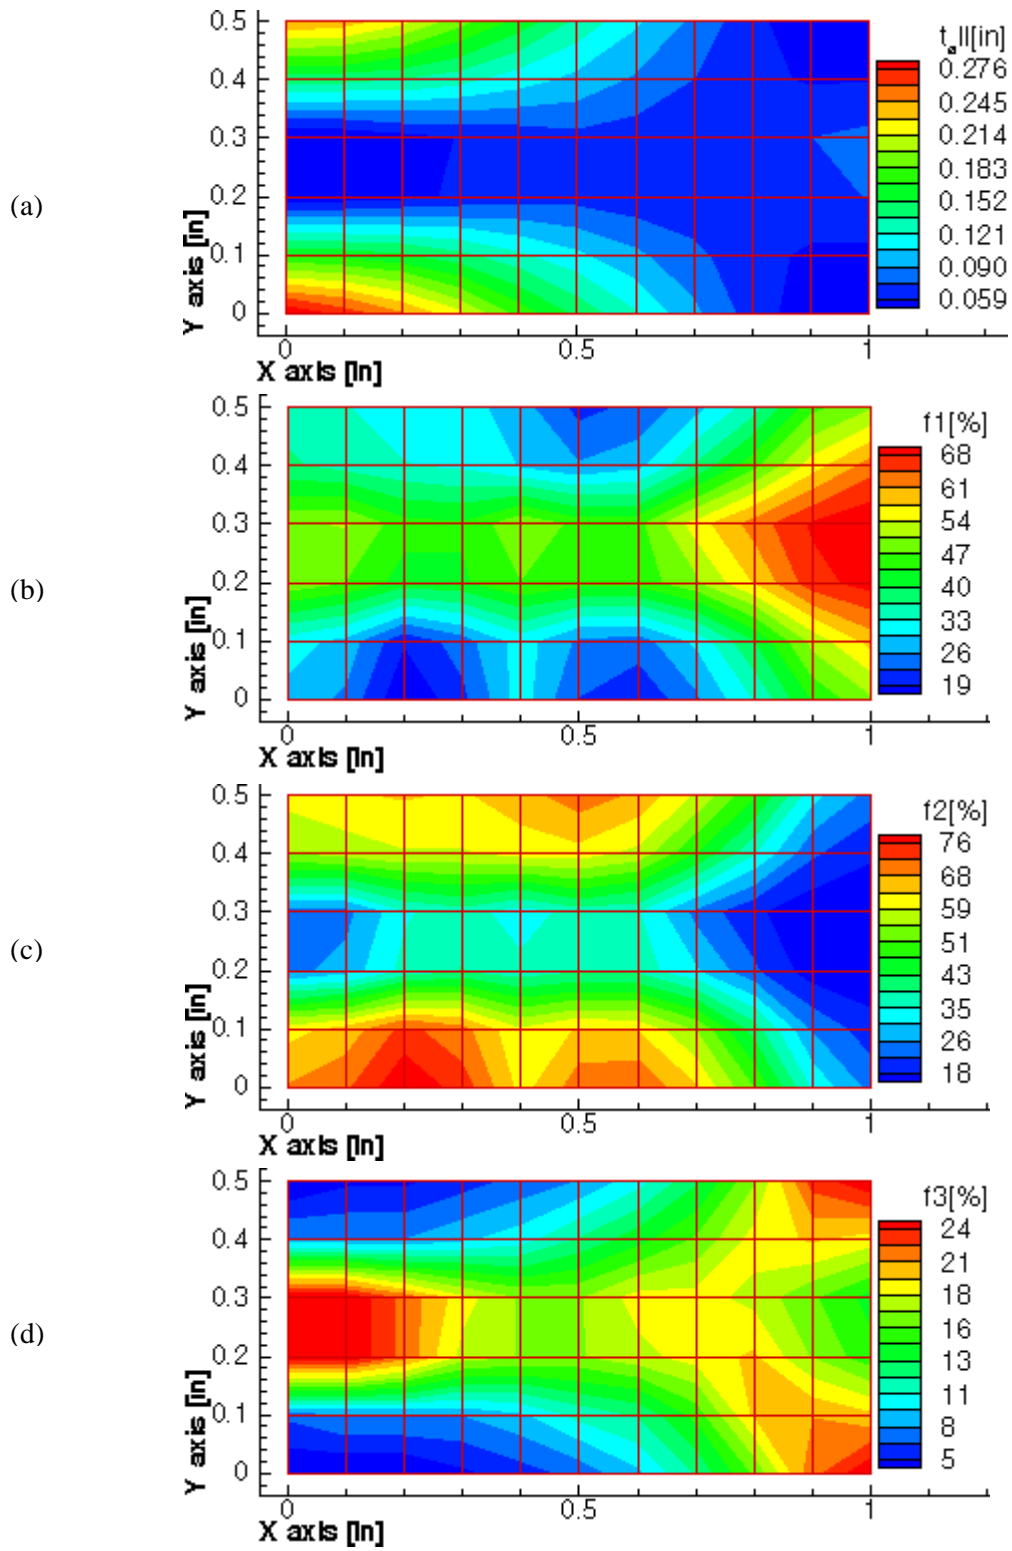 (a)
t_all[in]
0.276
0.245
0.214
0.183
0.152
0.121
0.090
0.059
0.5
0.4
0.3
0.2
0.1
0
Y axis [in]
0 0.5 1
X axis [in]
(b)
f1[%]
68
61
54
47
40
33
26
19
0.5
0.4
0.3
0.2
0.1
0
Y axis [in]
0 0.5 1
X axis [in]
(c)
f2[%]
76
68
59
51
43
35
26
18
0.5
0.4
0.3
0.2
0.1
0
Y axis [in]
0 0.5 1
X axis [in]
(d)
f3[%]
24
21
18
16
13
11
8
5
0.5
0.4
0.3
0.2
0.1
0
Y axis [in]
0 0.5 1
X axis [in]